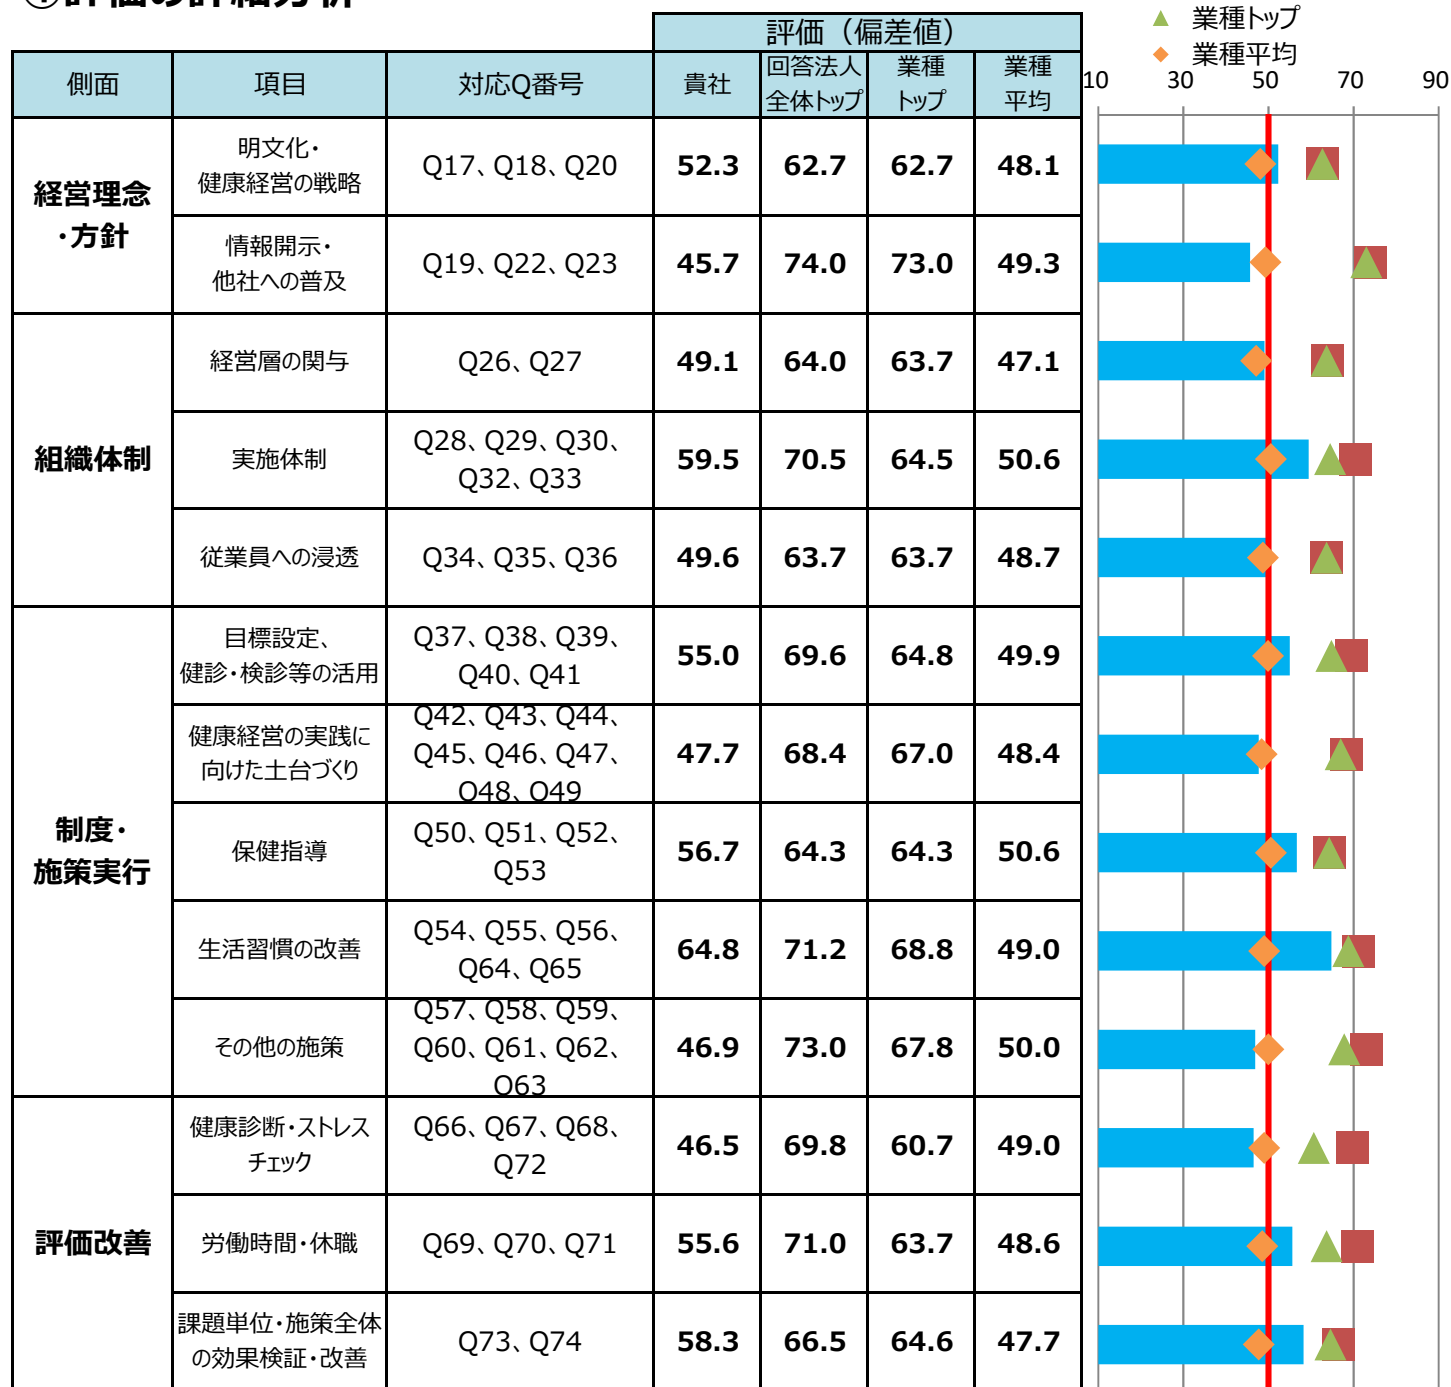 ①評価の詳細分析
業種トップ
業種平均
評価（偏差値）
側面 項目 対応Q番号 貴社 回答法人 業種 業種
全体トップ トップ 平均
10 30 50 70 90
経営理念
・方針
明文化・
健康経営の戦略
Q17、Q18、Q20
52.3 62.7 62.7 48.1
情報開示・
他社への普及
Q19、Q22、Q23
45.7 74.0 73.0 49.3
組織体制
経営層の関与
Q26、Q27
49.1 64.0 63.7 47.1
実施体制
Q28、Q29、Q30、
Q32、Q33
59.5 70.5 64.5 50.6
従業員への浸透
Q34、Q35、Q36
49.6 63.7 63.7 48.7
制度・
施策実行
目標設定、
健診・検診等の活用
Q37、Q38、Q39、
Q40、Q41
55.0 69.6 64.8 49.9
健康経営の実践に
向けた土台づくり
Q42、Q43、Q44、
Q45、Q46、Q47、
Q48、Q49
47.7 68.4 67.0 48.4
保健指導
Q50、Q51、Q52、
Q53
56.7 64.3 64.3 50.6
生活習慣の改善
Q54、Q55、Q56、
Q64、Q65
64.8 71.2 68.8 49.0
その他の施策
Q57、Q58、Q59、
Q60、Q61、Q62、
Q63
46.9 73.0 67.8 50.0
評価改善
健康診断・ストレス
チェック
Q66、Q67、Q68、
Q72
46.5 69.8 60.7 49.0
労働時間・休職
Q69、Q70、Q71
55.6 71.0 63.7 48.6
課題単位・施策全体
の効果検証・改善
Q73、Q74
58.3 66.5 64.6 47.7